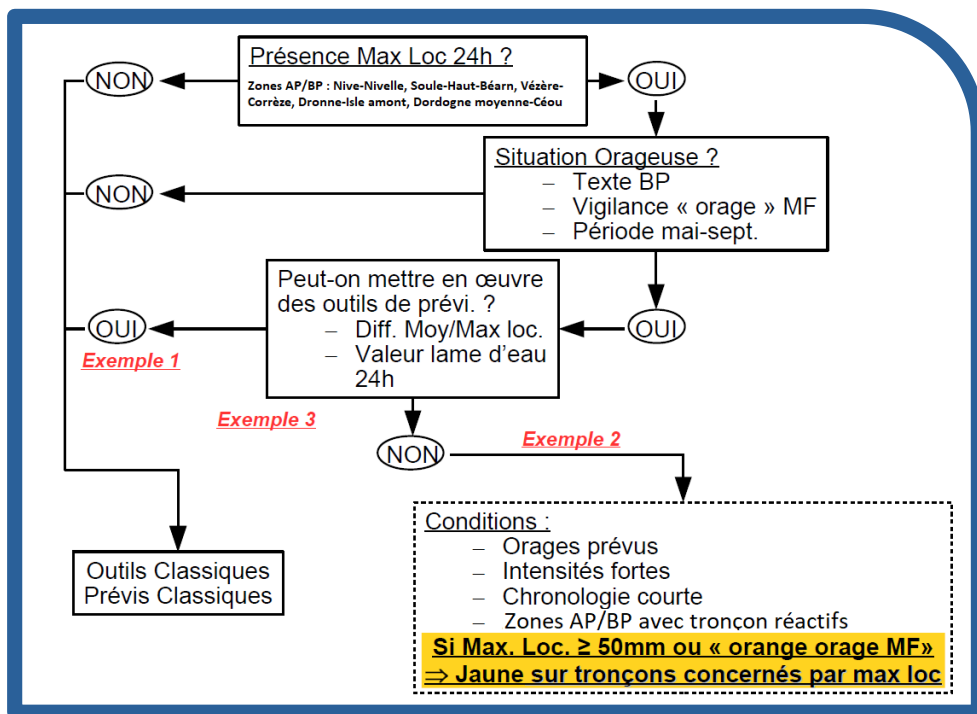 Présence Max Loc 24h ?
Zones AP/BP : Nive-Nivelle, Soule-Haut-Béarn, Vézère-
Corrèze, Dronne-Isle amont, Dordogne moyenne-Céou
NON
OUI
Situation Orageuse ?
– Texte BP
– Vigilance « orage » MF
– Période mai-sept.
NON
Peut-on mettre en œuvre
des outils de prévi. ?
– Diff. Moy/Max loc.
– Valeur lame d'eau
24h
OUI
OUI
Exemple 1
Exemple 3
NON
Exemple 2
Outils Classiques
Prévis Classiques
Conditions :
– Orages prévus
– Intensités fortes
– Chronologie courte
– Zones AP/BP avec tronçon réactifs
Si Max. Loc. ≥ 50mm ou « orange orage MF»
⇒ Jaune sur tronçons concernés par max loc